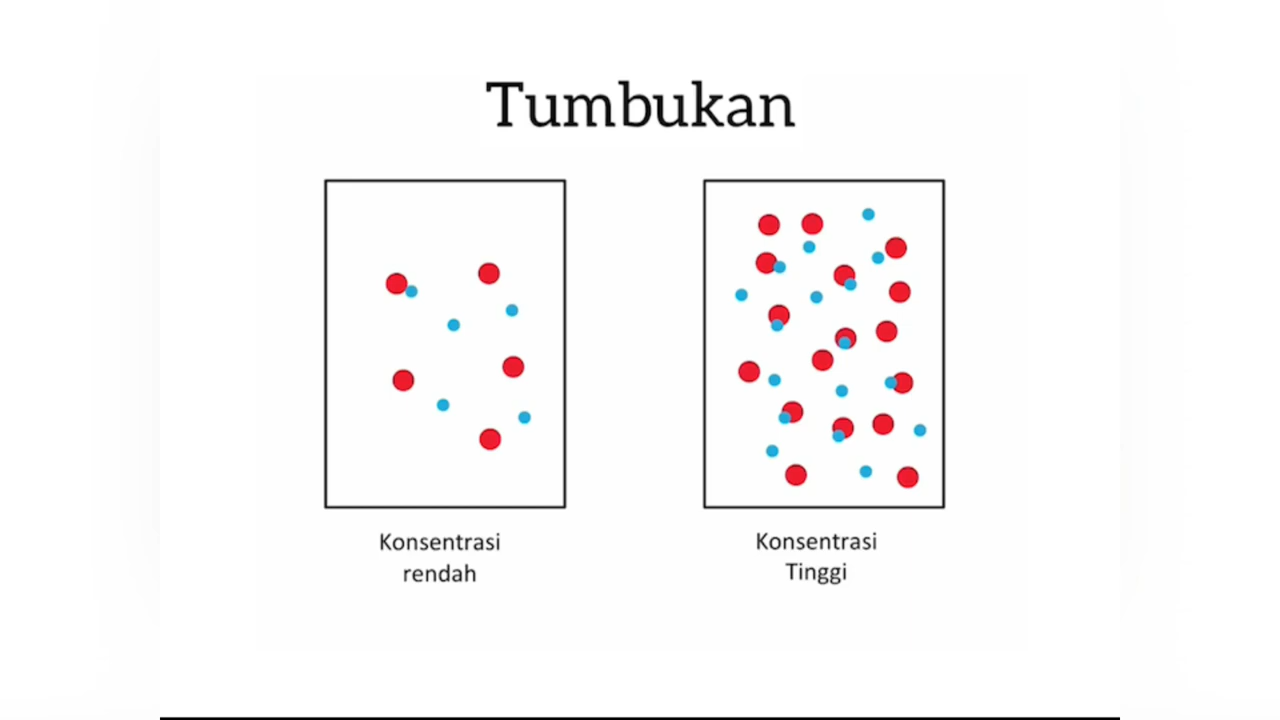 Tumbukan
Konsentrasi
rendah
Konsentrasi
Tinggi